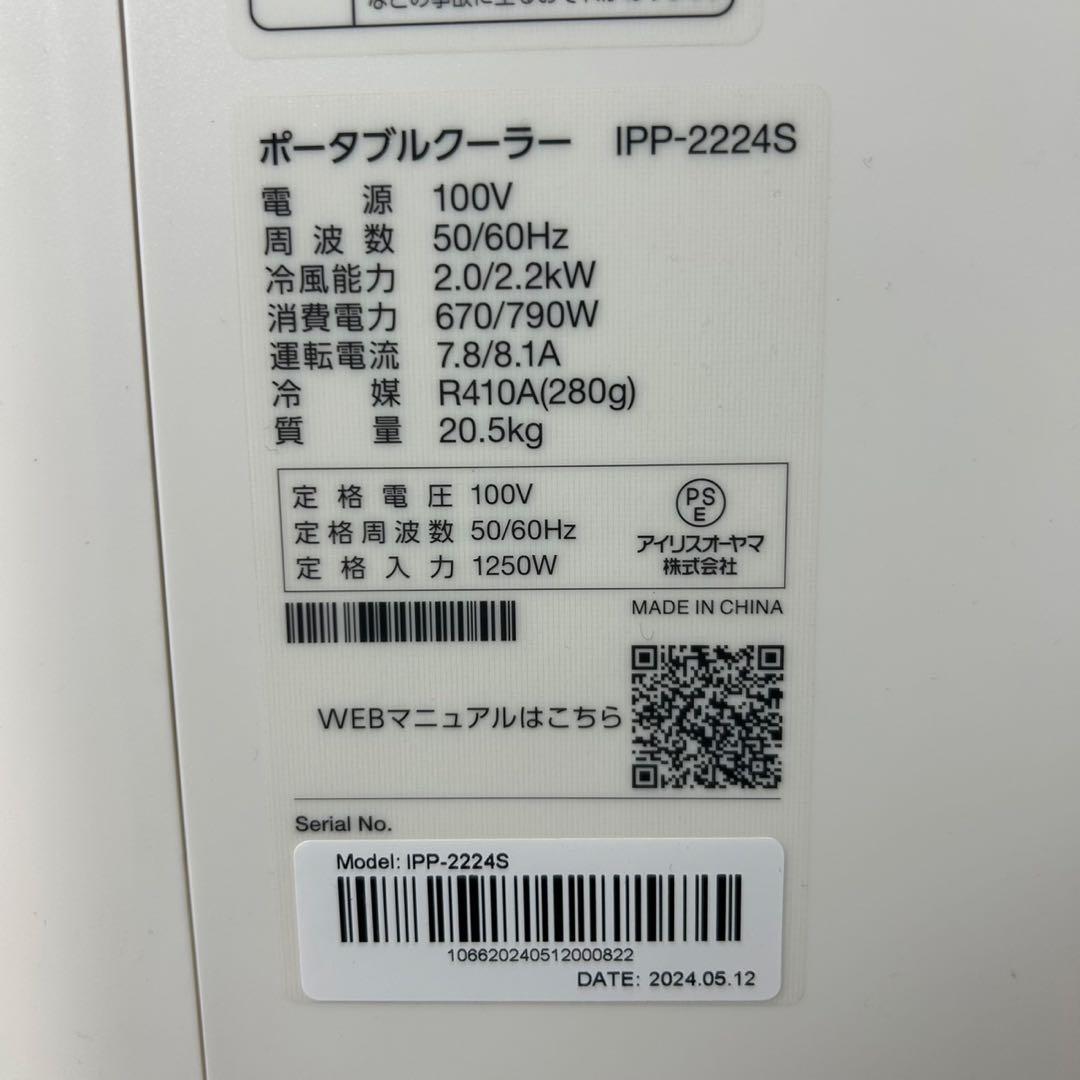 ポータブルクーラー IPP-2224S
電源 100V
周波数 50/60Hz
冷風能力 2.0/2.2kW
消費電力 670/790W
運転電流 7.8/8.1A
冷媒 R410A(280g)
質量 20.5kg
定格電圧 100V
定格周波数 50/60Hz
定格入力 1250W
PS
E
アイリスオーヤマ
株式会社
MADE IN CHINA
WEBマニュアルはこちら
Serial No.
Model: IPP-2224S
106620240512000822
DATE: 2024.05.12